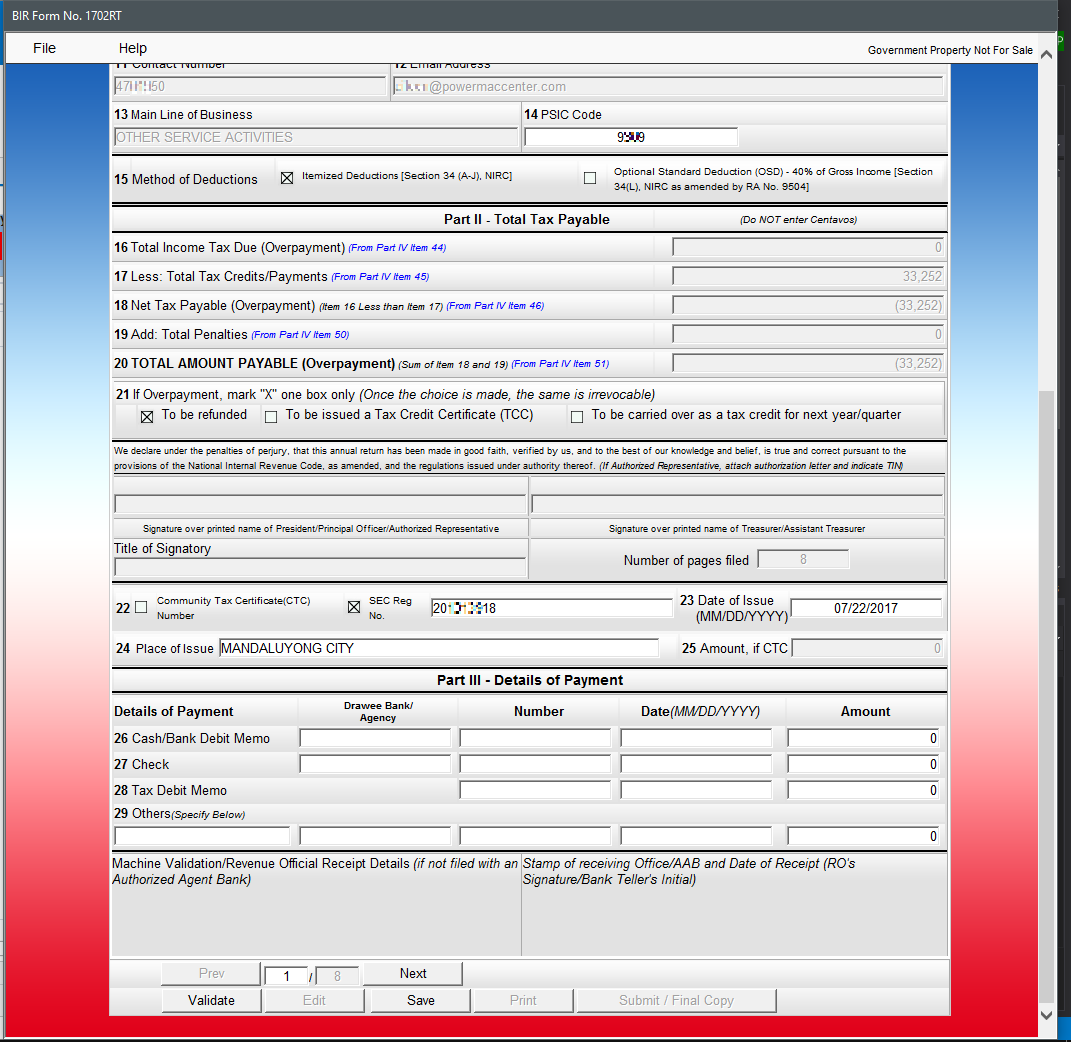 BIR Form No. 1702RT
File Help Government Property Not For Sale
11 Contact Number 12 Email Address
@powermaccenter.com
13 Main Line of Business 14 PSIC Code
OTHER SERVICE ACTIVITIES
15 Method of Deductions Itemized Deductions [Section 34 (A-J), NIRC] Optional Standard Deduction (OSD) - 40% of Gross Income [Section
34(L), NIRC as amended by RA No. 9504]
Part II - Total Tax Payable (Do NOT enter Centavos)
16 Total Income Tax Due (Overpayment) (From Part IV Item 44) 0
17 Less: Total Tax Credits/Payments (From Part IV Item 45) 33,252
18 Net Tax Payable (Overpayment) (Item 16 Less than Item 17) (From Part IV Item 46) (33,252)
19 Add: Total Penalties (From Part IV Item 50) 0
20 TOTAL AMOUNT PAYABLE (Overpayment) (Sum of Item 18 and 19) (From Part IV Item 51) (33,252)
21 If Overpayment, mark "X" one box only (Once the choice is made, the same is irrevocable)
To be refunded To be issued a Tax Credit Certificate (TCC) To be carried over as a tax credit for next year/quarter
We declare under the penalties of perjury, that this annual return has been made in good faith, verified by us, and to the best of our knowledge and belief, is true and correct pursuant to the
provisions of the National Internal Revenue Code, as amended, and the regulations issued under authority thereof. (If Authorized Representative, attach authorization letter and indicate TIN)
Signature over printed name of President/Principal Officer/Authorized Representative Signature over printed name of Treasurer/Assistant Treasurer
Title of Signatory
Number of pages filed 8
22 Community Tax Certificate(CTC)
Number SEC Reg
No. 23 Date of Issue
(MM/DD/YYYY) 07/22/2017
24 Place of Issue MANDALUYONG CITY 25 Amount, if CTC 0
Part III - Details of Payment
Details of Payment Drawee Bank/
Agency Number Date(MM/DD/YYYY) Amount
26 Cash/Bank Debit Memo 0
27 Check 0
28 Tax Debit Memo 0
29 Others(Specify Below)
0
Machine Validation/Revenue Official Receipt Details (if not filed with an
Authorized Agent Bank)
Stamp of receiving Office/AAB and Date of Receipt (RO's
Signature/Bank Teller's Initial)
Prev 1 / 8 Next
Validate Edit Save Print Submit / Final Copy